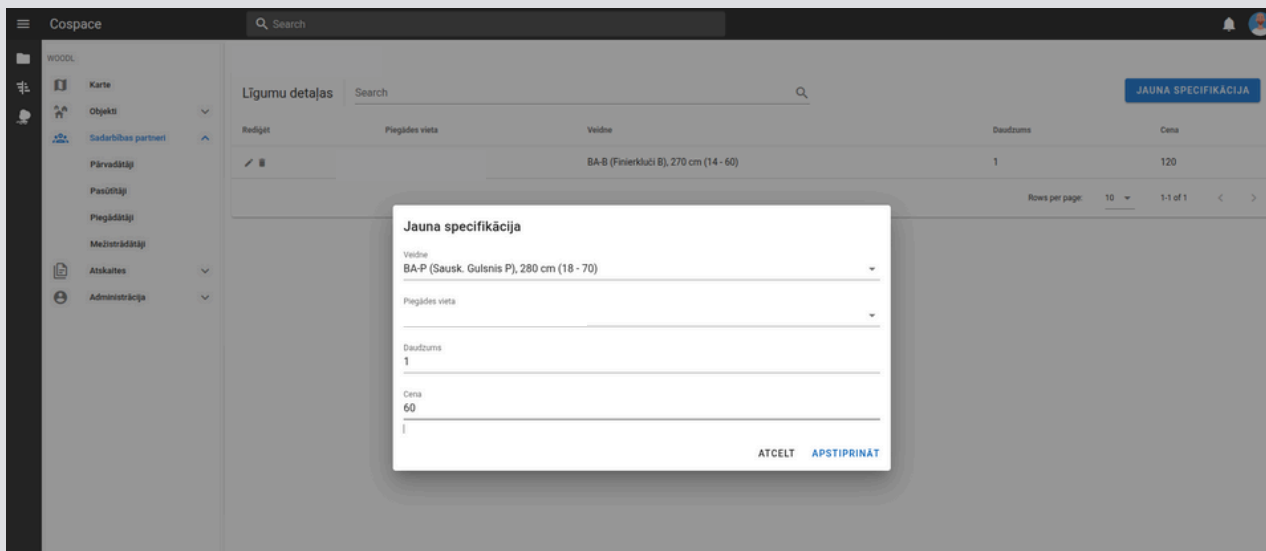 Cospace
Search
WOODL
Karte
Objekti
Sadarbības partneri
Pārvadātāji
Pasūtītāji
Piegādātāji
Mežistrādātāji
Atskaites
Administrācija
Līgumu detaļas
Search
JAUNA SPECIFIKĀCIJA
Rediģēt Piegādes vieta Veidne Daudzums Cena
BA-B (Finierkluči B), 270 cm (14 - 60) 1 120
Rows per page: 10 1-1 of 1
Jauna specifikācija
Veidne
BA-P (Sausk. Gulsnis P), 280 cm (18 - 70)
Piegādes vieta
Daudzums
1
Cena
60
ATCELT APSTIPRINĀT